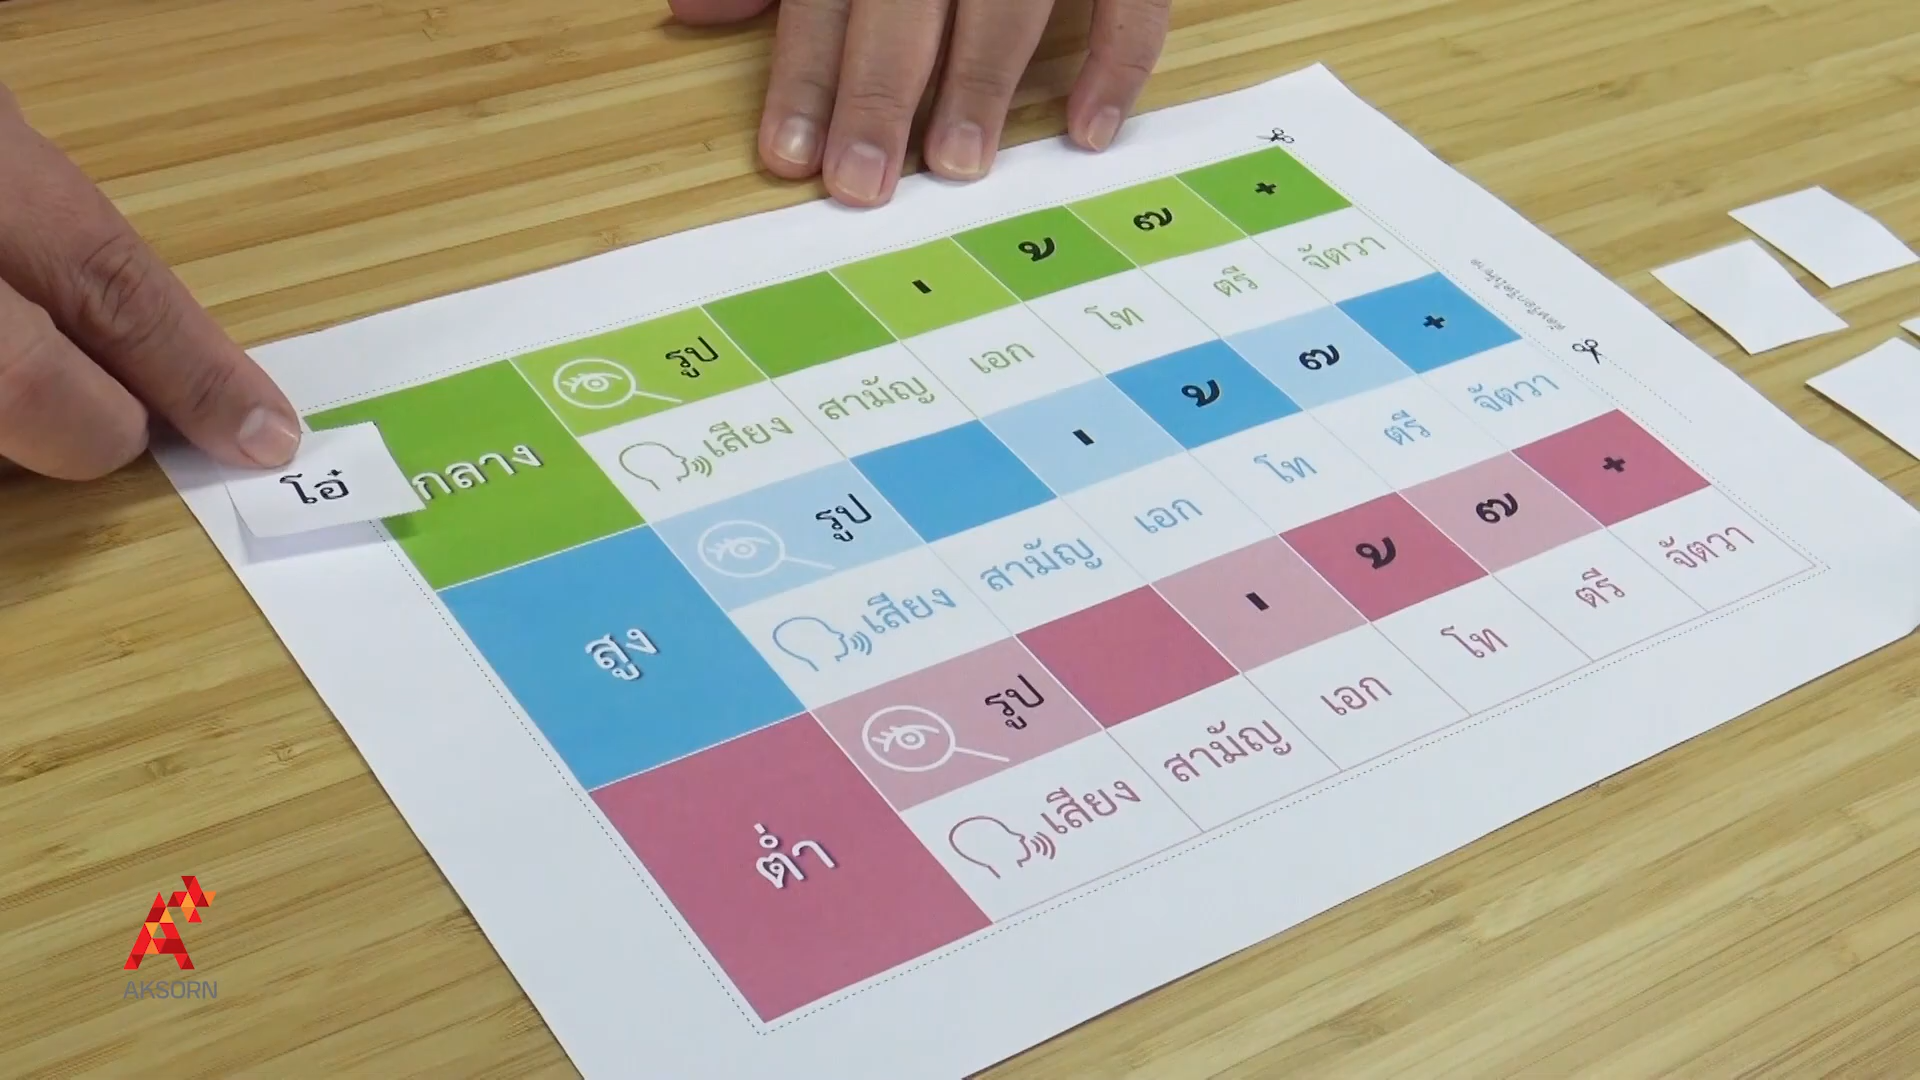 โอ๋
กลาง
รูป ่ ้ ๊ ๋
เสียง สามัญ เอก โท ตรี จัตวา
สูง
รูป ่ ้ ๊ ๋
เสียง สามัญ เอก โท ตรี จัตวา
ต่ำ
รูป ่ ้ ๊ ๋
เสียง สามัญ เอก โท ตรี จัตวา
AKSORN